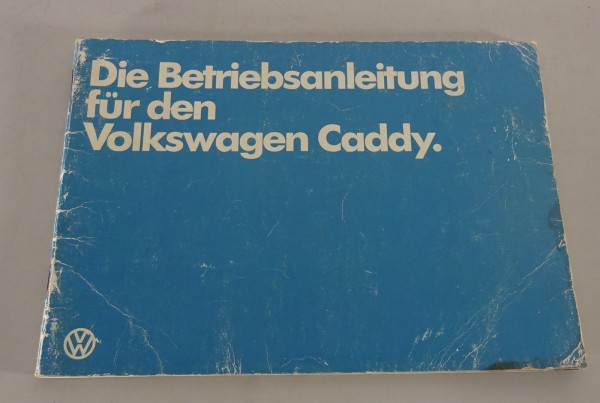 Die Betriebsanleitung
für den
Volkswagen Caddy.